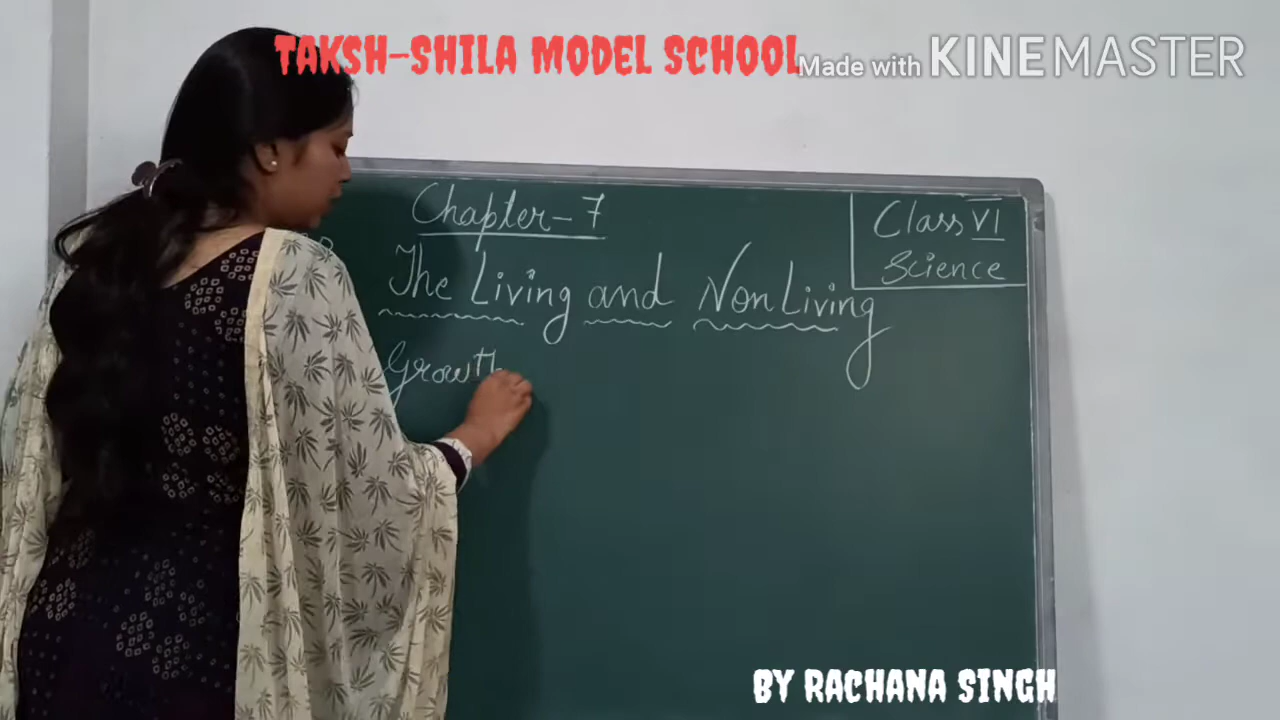 TAKSH-SHILA MODEL SCHOOL
Made with KINEMASTER
Chapter-7
Class VI
Science
The Living and Non Living
Growth
BY RACHANA SINGH